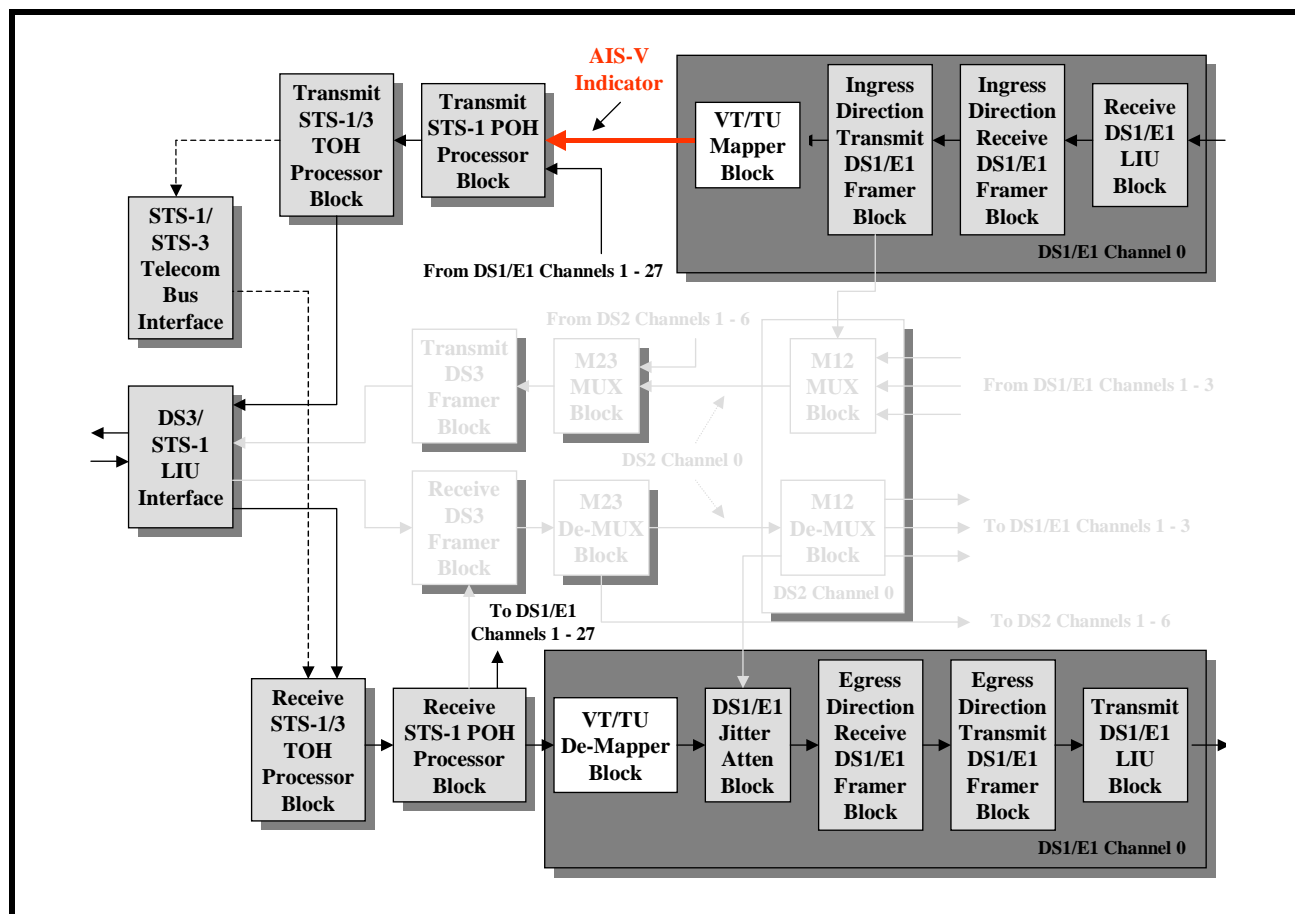 AIS-V
Indicator
Transmit
STS-1/3
TOH
Processor
Block
Transmit
STS-1 POH
Processor
Block
VT/TU
Mapper
Block
Ingress
Direction
Transmit
DS1/E1
Framer
Block
Ingress
Direction
Receive
DS1/E1
Framer
Block
Receive
DS1/E1
LIU
Block
DS1/E1 Channel 0
STS-1/
STS-3
Telecom
Bus
Interface
From DS1/E1 Channels 1 - 27
From DS2 Channels 1 - 6
Transmit
DS3
Framer
Block
M23
MUX
Block
M12
MUX
Block
From DS1/E1 Channels 1 - 3
DS3/
STS-1
LIU
Interface
DS2 Channel 0
Receive
DS3
Framer
Block
M23
De-MUX
Block
M12
De-MUX
Block
To DS1/E1 Channels 1 - 3
DS2 Channel 0
To DS1/E1
Channels 1 - 27
To DS2 Channels 1 - 6
Receive
STS-1/3
TOH
Processor
Block
Receive
STS-1 POH
Processor
Block
VT/TU
De-Mapper
Block
DS1/E1
Jitter
Atten
Block
Egress
Direction
Receive
DS1/E1
Framer
Block
Egress
Direction
Transmit
DS1/E1
Framer
Block
Transmit
DS1/E1
LIU
Block
DS1/E1 Channel 0